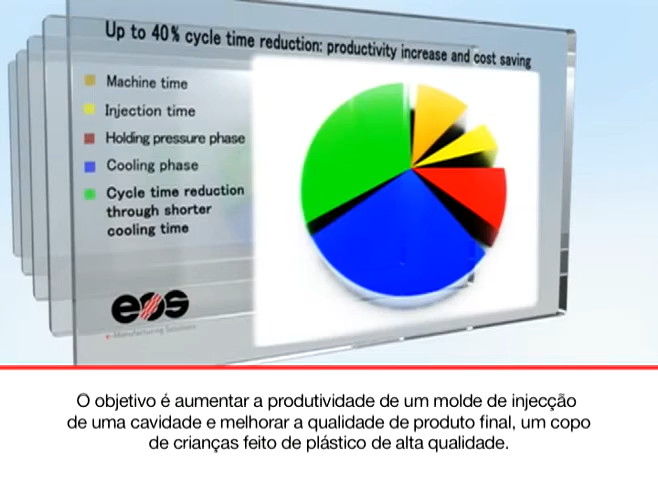 Up to 40% cycle time reduction: productivity increase and cost saving
Machine time
Injection time
Holding pressure phase
Cooling phase
Cycle time reduction
through shorter
cooling time
eos
e-Manufacturing Solutions
O objetivo é aumentar a produtividade de um molde de injecção
de uma cavidade e melhorar a qualidade de produto final, um copo
de crianças feito de plástico de alta qualidade.